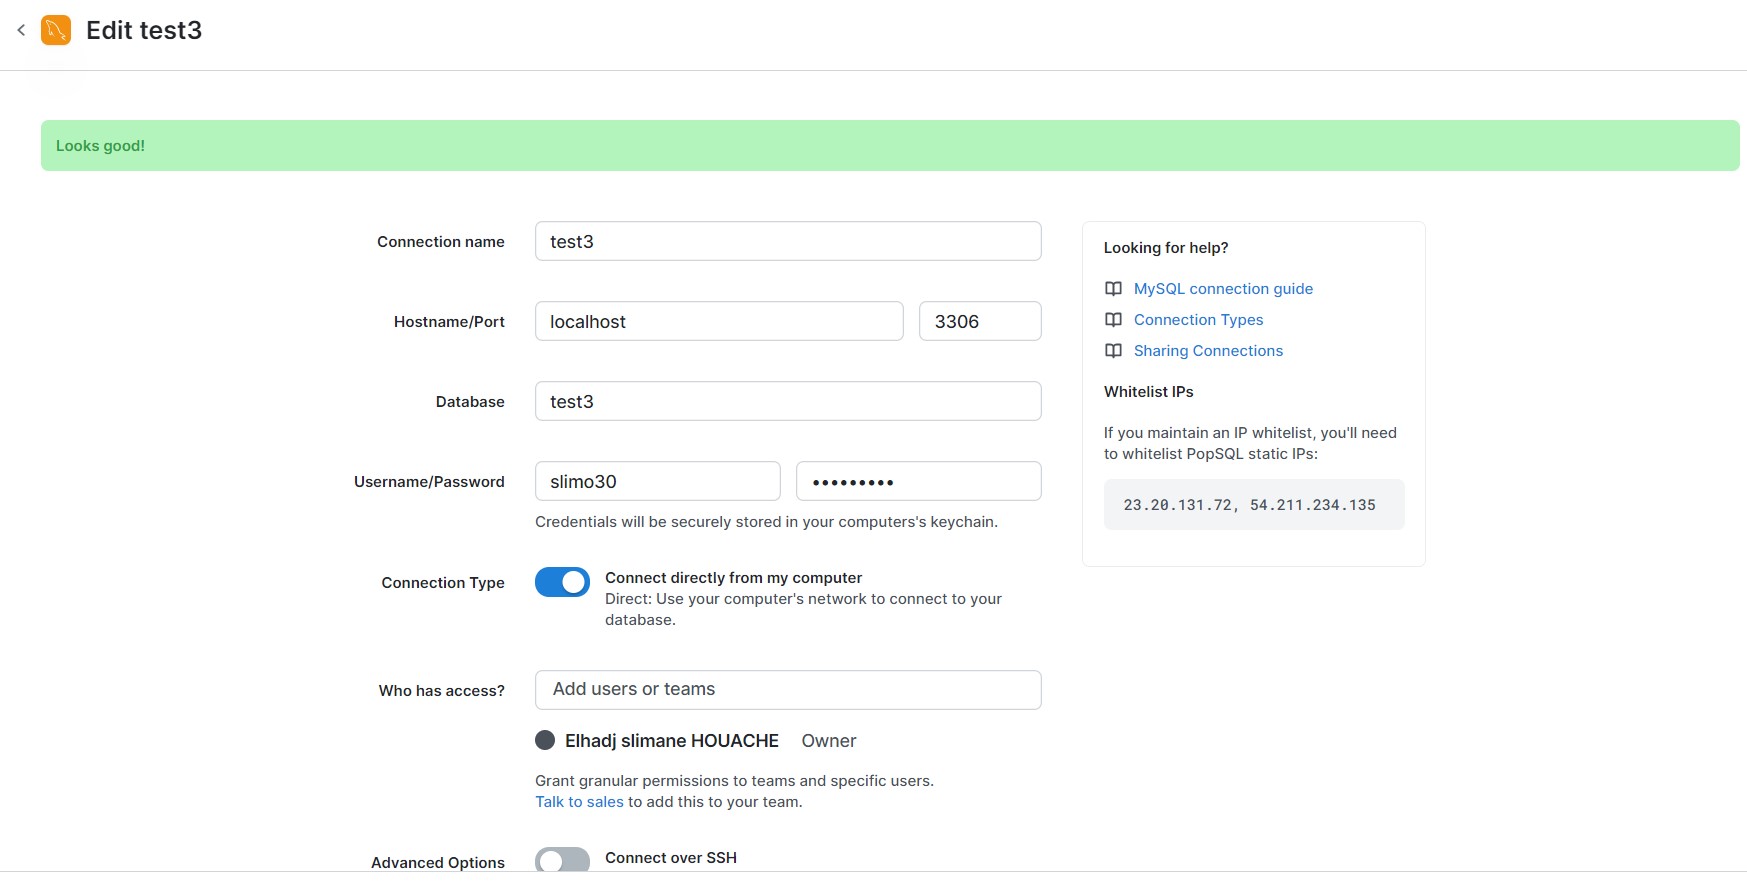 Edit test3
Looks good!
Connection name
test3
Hostname/Port
localhost
3306
Database
test3
Username/Password
slimo30
•••••••••
Credentials will be securely stored in your computers's keychain.
Connection Type
Connect directly from my computer
Direct: Use your computer's network to connect to your
database.
Who has access?
Add users or teams
Elhadj slimane HOUACHE
Owner
Grant granular permissions to teams and specific users.
Talk to sales to add this to your team.
Advanced Options
Connect over SSH
Looking for help?
MySQL connection guide
Connection Types
Sharing Connections
Whitelist IPs
If you maintain an IP whitelist, you'll need
to whitelist PopSQL static IPs:
23.20.131.72, 54.211.234.135